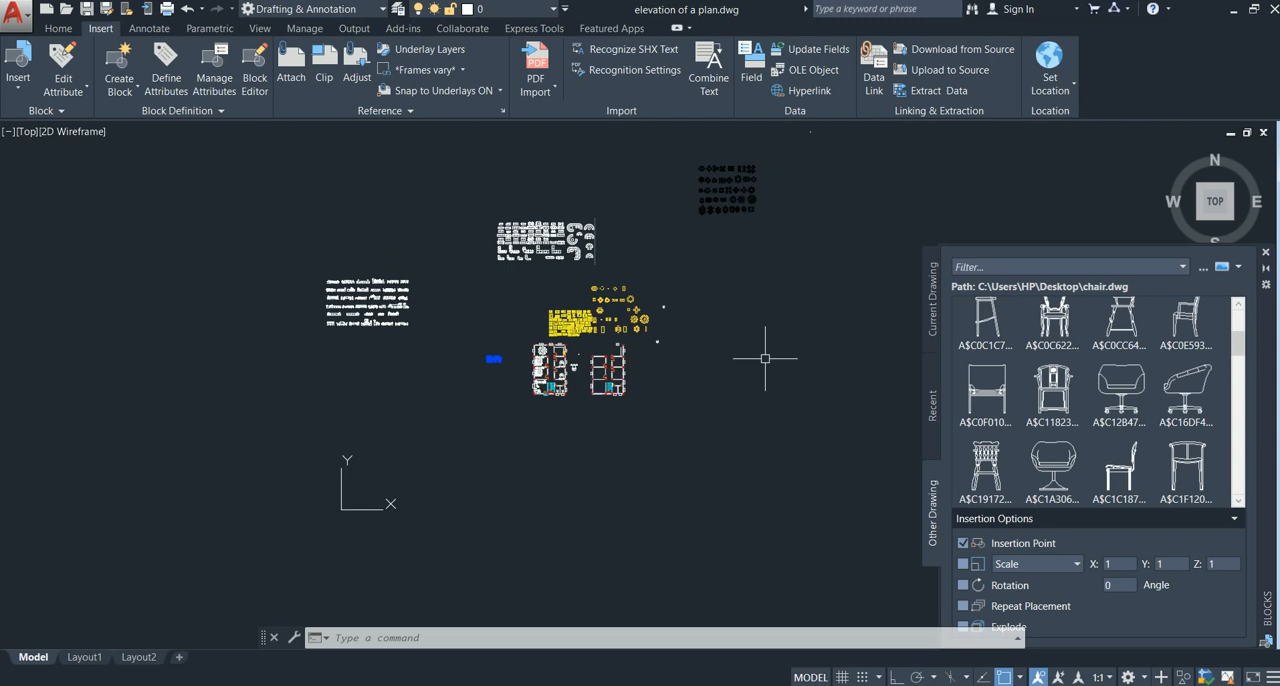 Drafting & Annotation
0
elevation of a plan.dwg
Type a keyword or phrase
Sign In
Home Insert Annotate Parametric View Manage Output Add-ins Collaborate Express Tools Featured Apps
Insert
Edit
Attribute
Create
Block
Define
Attributes
Manage
Attributes
Block
Editor
Attach
Clip
Adjust
Underlay Layers
*Frames vary*
Snap to Underlays ON
PDF
PDF
Import
Recognize SHX Text
Recognition Settings
Combine
Text
Field
Update Fields
OLE Object
Hyperlink
Data
Link
Download from Source
Upload to Source
Extract Data
Set
Location
Block
Block Definition
Reference
Import
Data
Linking & Extraction
Location
[−][Top][2D Wireframe]
N
W TOP E
Y
X
Current Drawing
Recent
Other Drawing
Filter...
...
Path: C:\Users\HP\Desktop\chair.dwg
A$C0C1C7... A$C0C622... A$C0CC64... A$C0E593...
A$C0F010... A$C11823... A$C12B47... A$C16DF4...
A$C19172... A$C1A306... A$C1C187... A$C1F120...
Insertion Options
Insertion Point
Scale X: 1 Y: 1 Z: 1
Rotation 0 Angle
Repeat Placement
Explode
BLOCKS
Type a command
Model Layout1 Layout2 +
MODEL
1:1